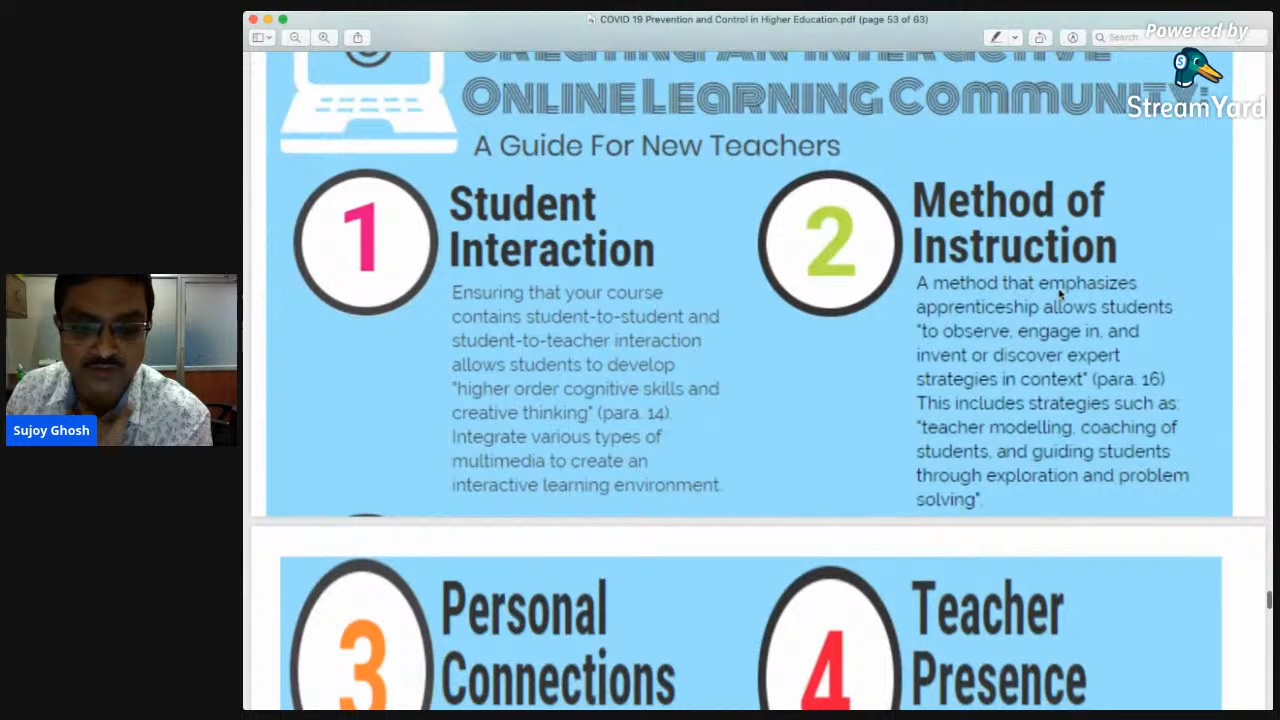 COVID 19 Prevention and Control in Higher Education.pdf (page 53 of 63)
Search
Powered by
StreamYard
CREATING AN INTERACTIVE
ONLINE LEARNING COMMUNITY:
A Guide For New Teachers
1
Student
Interaction
Ensuring that your course
contains student-to-student and
student-to-teacher interaction
allows students to develop
"higher order cognitive skills and
creative thinking" (para. 14).
Integrate various types of
multimedia to create an
interactive learning environment.
2
Method of
Instruction
A method that emphasizes
apprenticeship allows students
"to observe, engage in, and
invent or discover expert
strategies in context" (para. 16)
This includes strategies such as:
"teacher modelling, coaching of
students, and guiding students
through exploration and problem
solving".
3
Personal
Connections
4
Teacher
Presence
Sujoy Ghosh